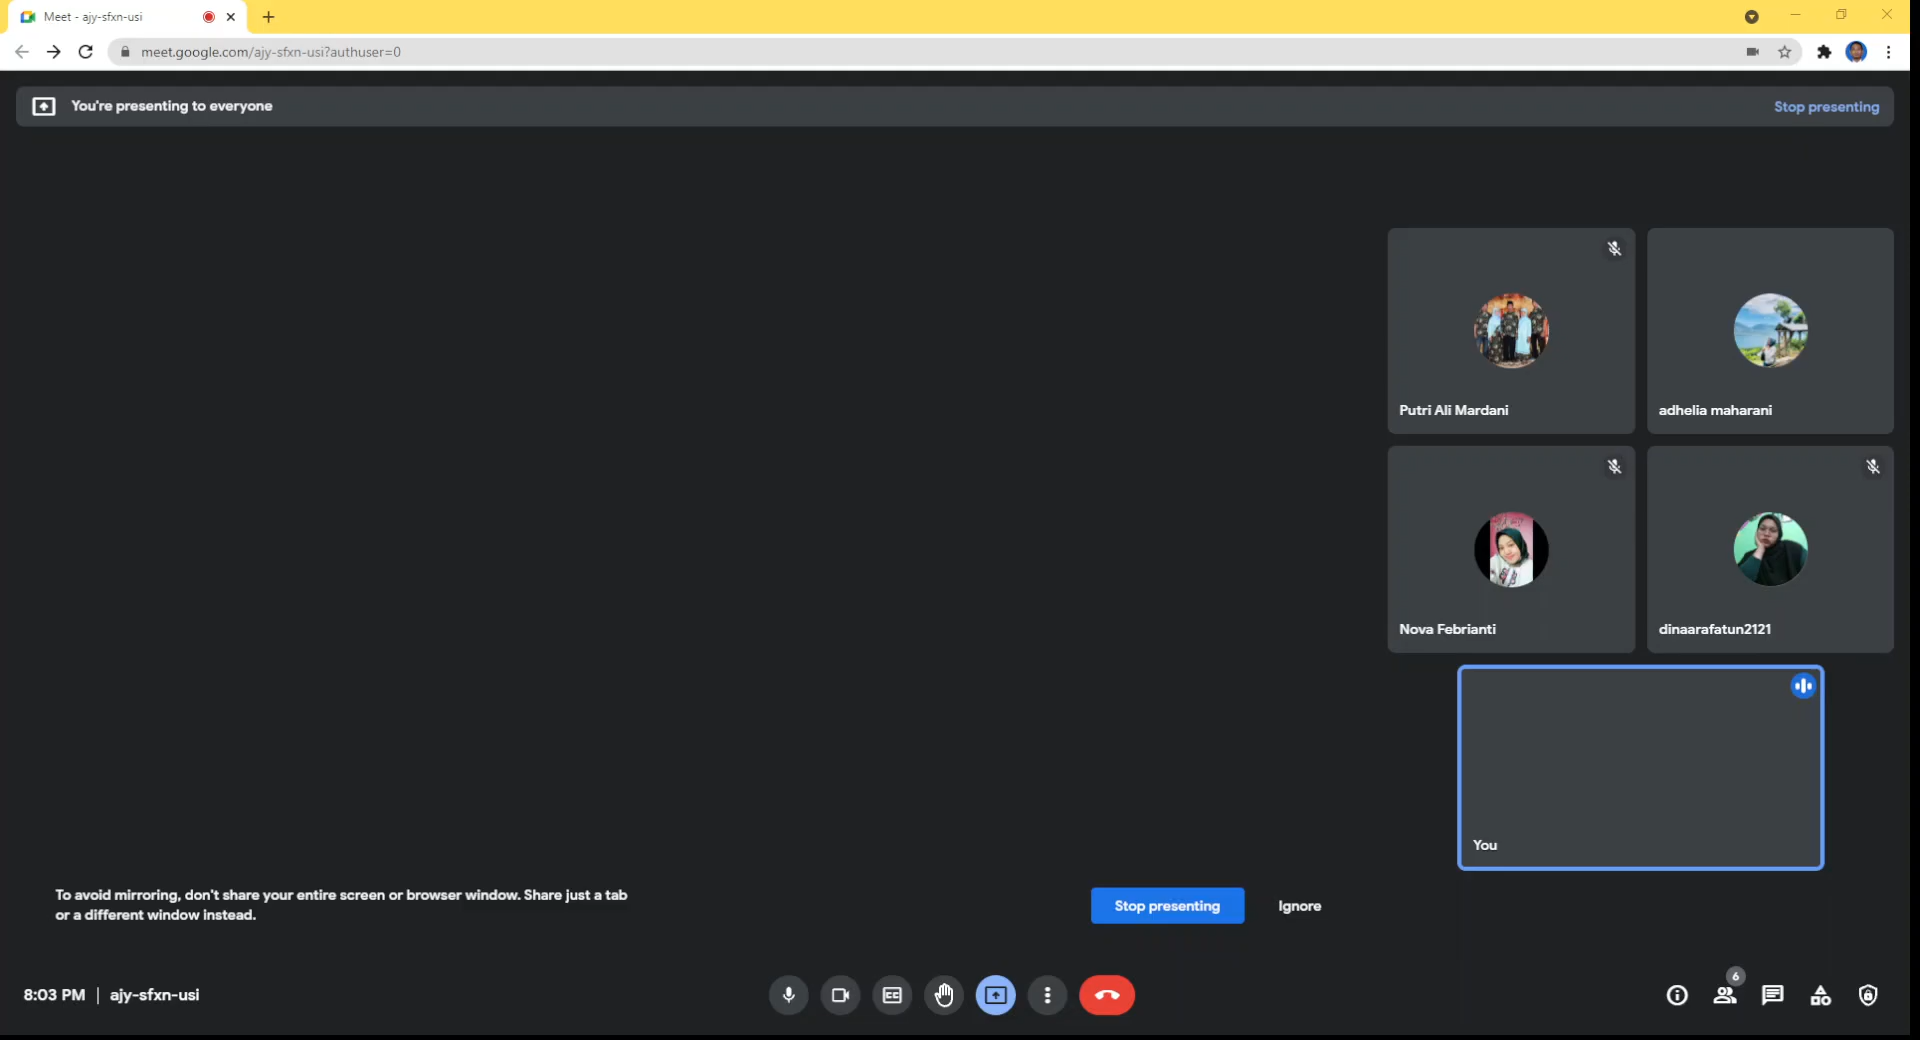 Meet - ajy-sfxn-usi
meet.google.com/ajy-sfxn-usi?authuser=0
You're presenting to everyone
Stop presenting
Putri Ali Mardani
adhelia maharani
Nova Febrianti
dinaarafatun2121
You
To avoid mirroring, don't share your entire screen or browser window. Share just a tab
or a different window instead.
Stop presenting
Ignore
6
8:03 PM | ajy-sfxn-usi
CC